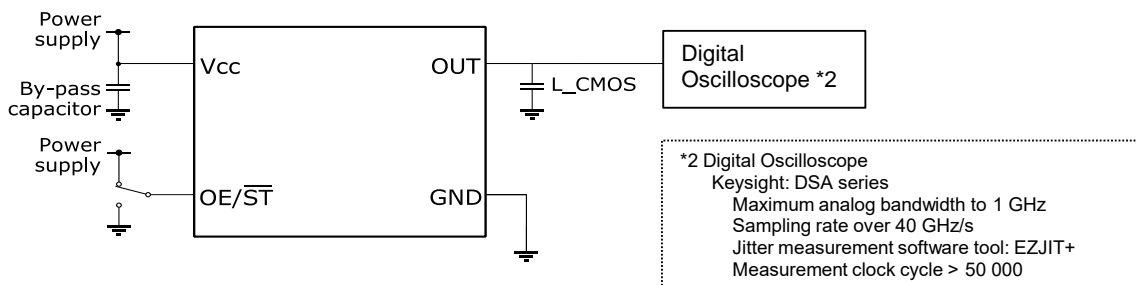 Power
supply
Vcc
OUT
Digital
Oscilloscope *2
By-pass
capacitor
L_CMOS
Power
supply
OE/S̅T̅
GND
*2 Digital Oscilloscope
Keysight: DSA series
Maximum analog bandwidth to 1 GHz
Sampling rate over 40 GHz/s
Jitter measurement software tool: EZJIT+
Measurement clock cycle > 50 000